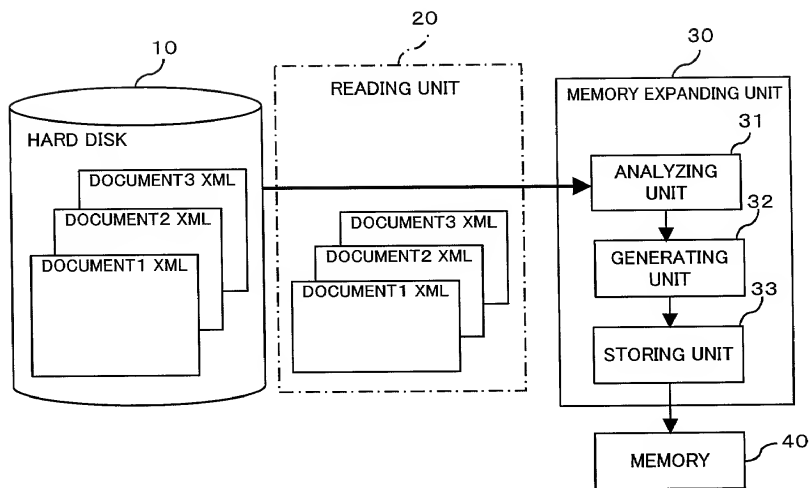 10
20
30
HARD DISK
DOCUMENT3 XML
DOCUMENT2 XML
DOCUMENT1 XML
READING UNIT
DOCUMENT3 XML
DOCUMENT2 XML
DOCUMENT1 XML
MEMORY EXPANDING UNIT
31
ANALYZING
UNIT
32
GENERATING
UNIT
33
STORING UNIT
MEMORY
40